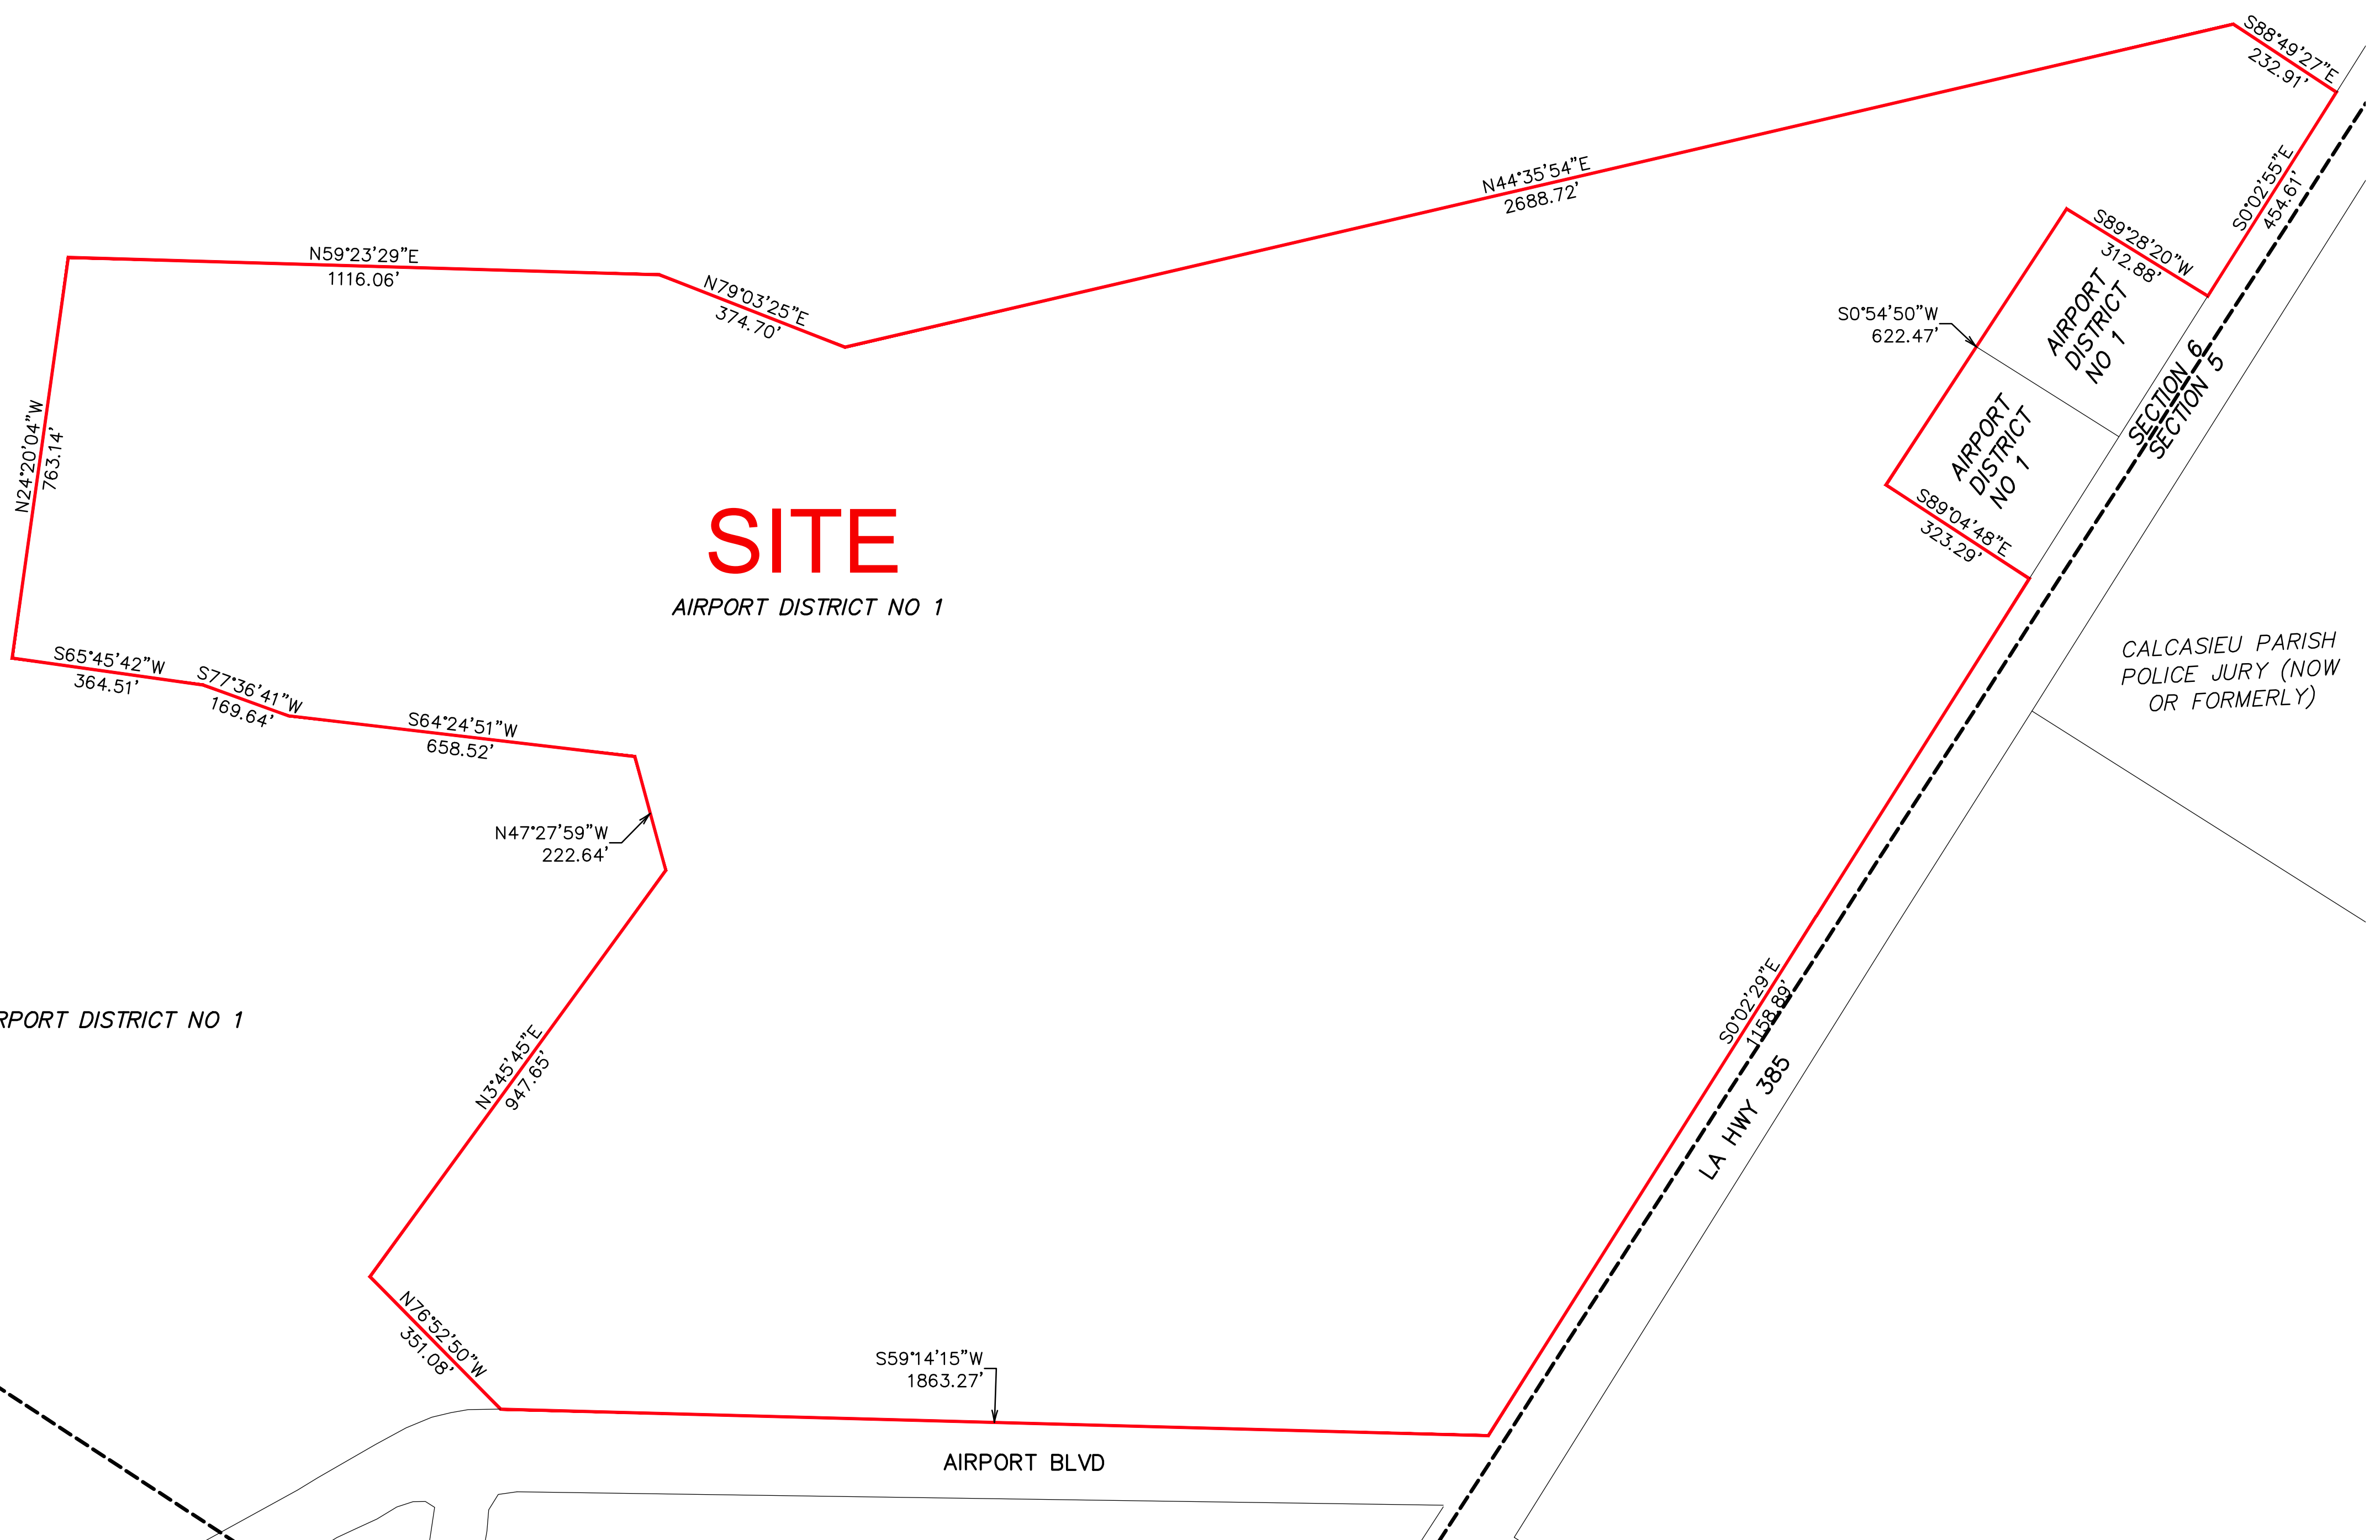 S88°49'27"E
232.91'
N44°35'54"E
2688.72'
S0°02'55"E
454.61'
N59°23'29"E
1116.06'
N79°03'25"E
374.70'
S89°28'20"W
312.88'
AIRPORT
DISTRICT
NO 1
S0°54'50"W
622.47'
SECTION 6
SECTION 5
AIRPORT
DISTRICT
NO 1
N24°20'04"W
763.14'
S89°04'48"E
323.29'
SITE
AIRPORT DISTRICT NO 1
CALCASIEU PARISH
POLICE JURY (NOW
OR FORMERLY)
S65°45'42"W
364.51'
S77°36'41"W
169.64'
S64°24'51"W
658.52'
N47°27'59"W
222.64'
RPORT DISTRICT NO 1
N3°45'45"E
947.65'
S0°02'29"E
1158.89'
LA HWY 385
N76°52'50"W
351.08'
S59°14'15"W
1863.27'
AIRPORT BLVD